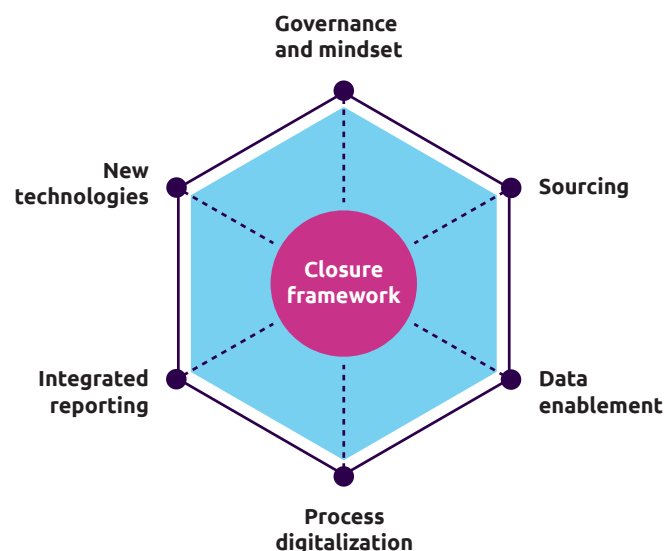 Governance
and mindset
New
technologies
Sourcing
Closure
framework
Integrated
reporting
Data
enablement
Process
digitalization